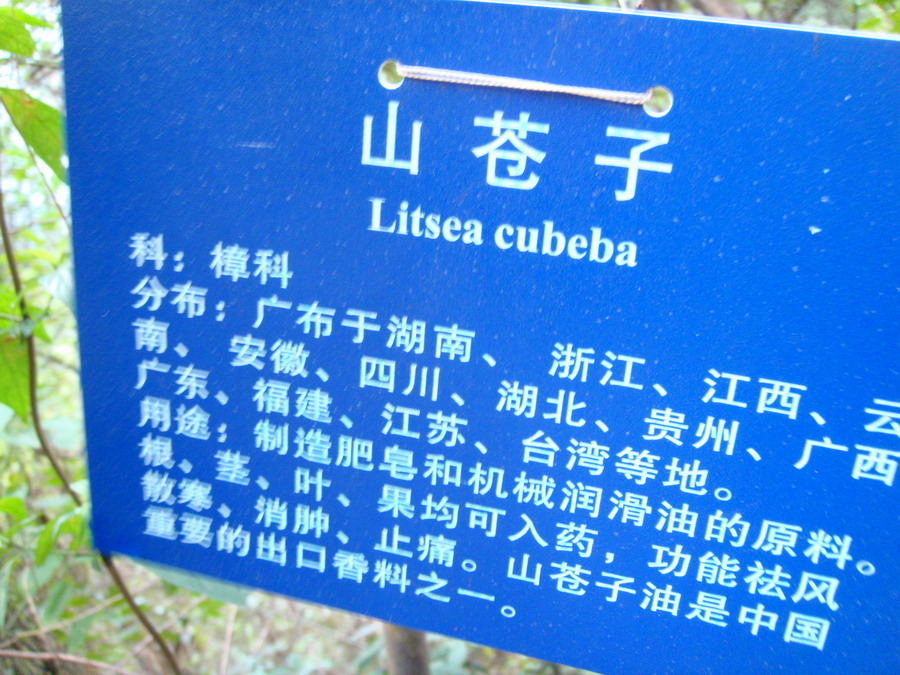 山苍子
Litsea cubeba
科：樟科
分布：广布于湖南、浙江、江西、云
南、安徽、四川、湖北、贵州、广西
广东、福建、江苏、台湾等地。
用途：制造肥皂和机械润滑油的原料。
根、茎、叶、果均可入药，功能祛风
散寒、消肿、止痛。山苍子油是中国
重要的出口香料之一。